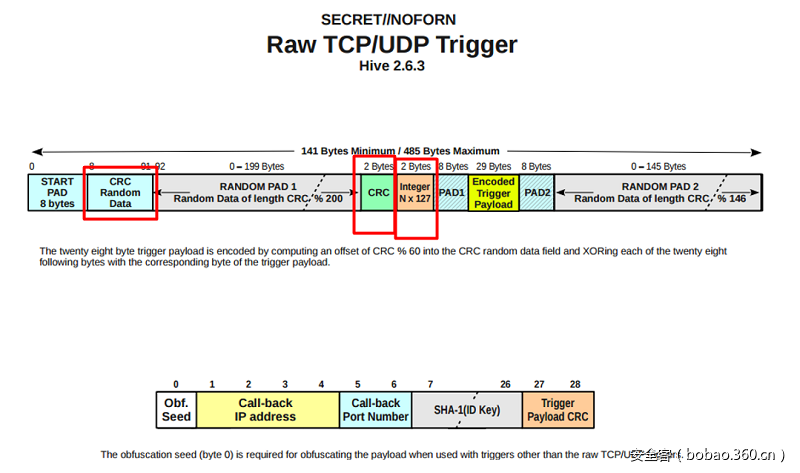 SECRET//NOFORN
Raw TCP/UDP Trigger
Hive 2.6.3
141 Bytes Minimum / 485 Bytes Maximum
0 8 91 92 0 – 199 Bytes 2 Bytes 2 Bytes 8 Bytes 29 Bytes 8 Bytes 0 – 145 Bytes
START
PAD
8 bytes
CRC
Random
Data
RANDOM PAD 1
Random Data of length CRC % 200
CRC
Integer
N x 127
PAD1
Encoded
Trigger
Payload
PAD2
RANDOM PAD 2
Random Data of length CRC % 146
The twenty eight byte trigger payload is encoded by computing an offset of CRC % 60 into the CRC random data field and XORing each of the twenty eight
following bytes with the corresponding byte of the trigger payload.
0 1 2 3 4 5 6 7 26 27 28
Obf.
Seed
Call-back
IP address
Call-back
Port Number
SHA-1(ID Key)
Trigger
Payload CRC
The obfuscation seed (byte 0) is required for obfuscating the payload when used with triggers other than the raw TCP/UD
安全客 ( bobao.360.cn )